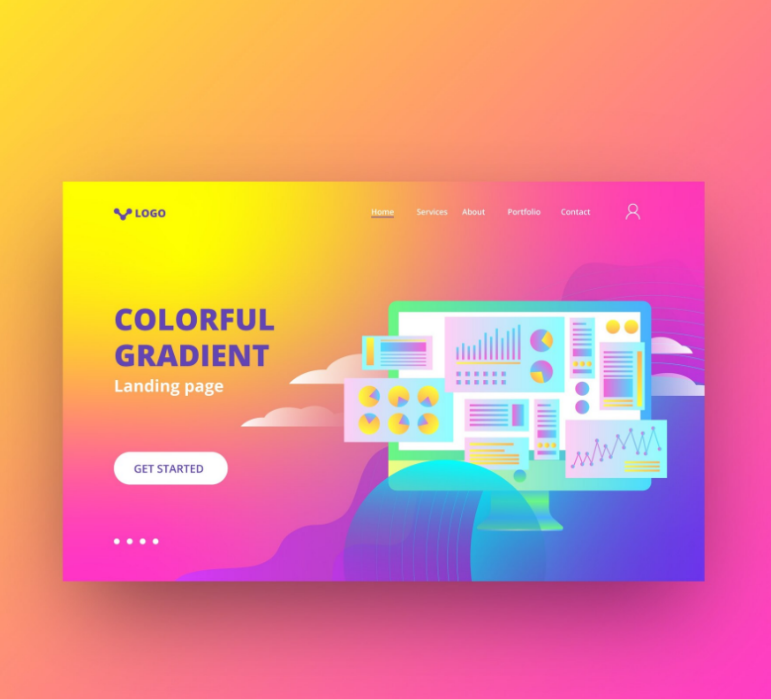 LOGO
Home Services About Portfolio Contact
COLORFUL
GRADIENT
Landing page
GET STARTED